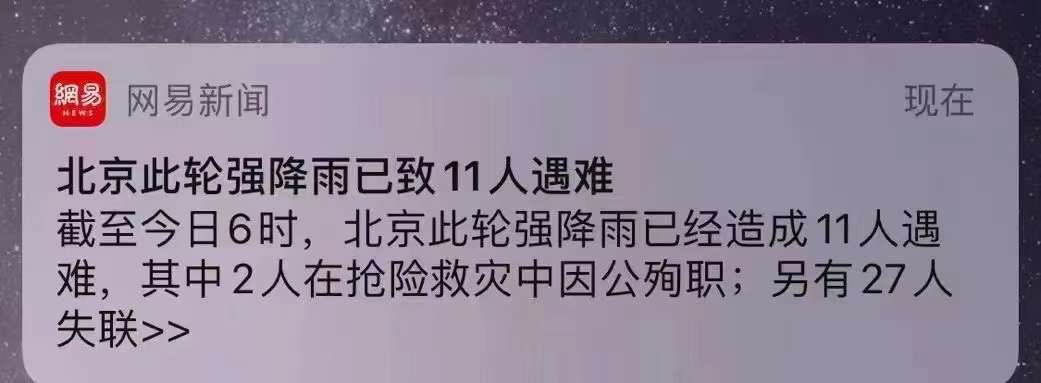 網易
NEWS
网易新闻 现在
北京此轮强降雨已致11人遇难
截至今日6时，北京此轮强降雨已经造成11人遇
难，其中2人在抢险救灾中因公殉职；另有27人
失联>>